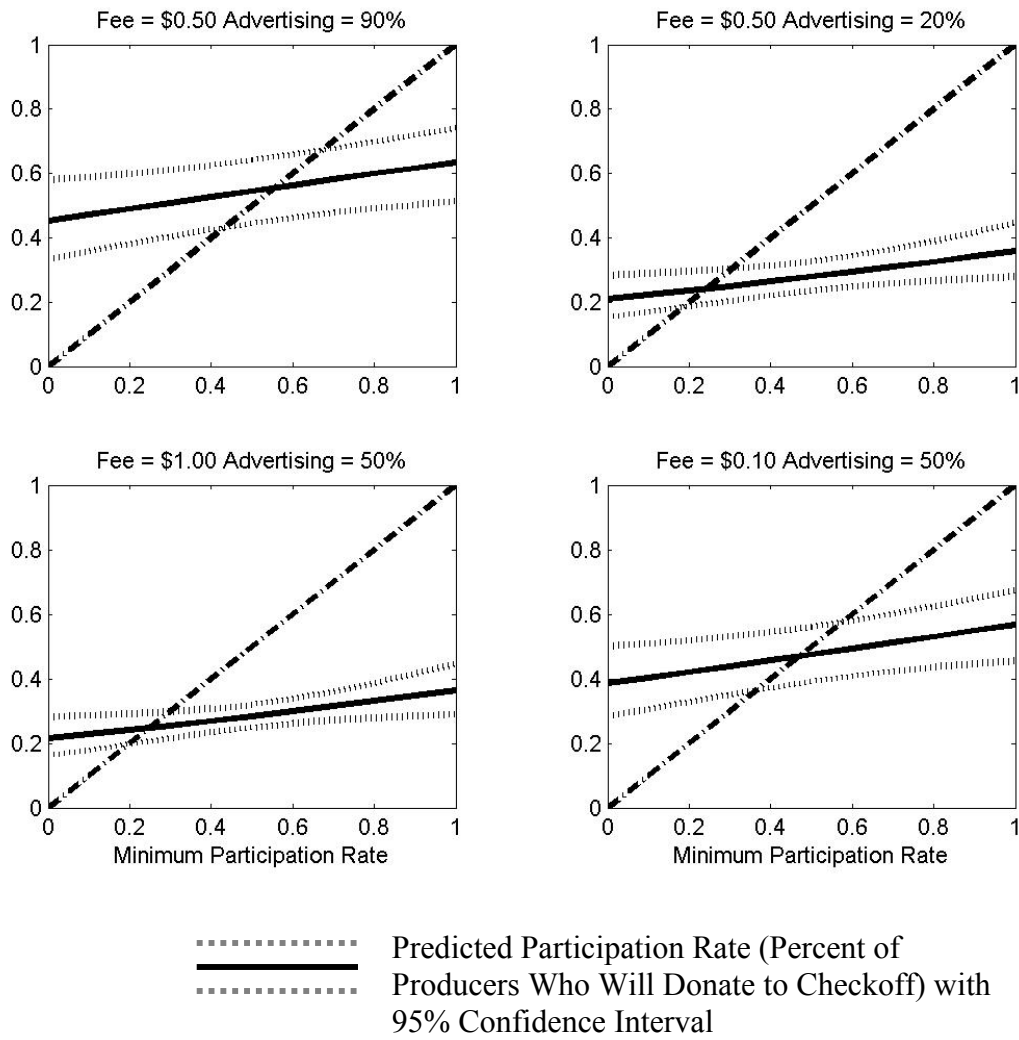 Fee = $0.50 Advertising = 90%
1
0.8
0.6
0.4
0.2
0
0 0.2 0.4 0.6 0.8 1
Fee = $0.50 Advertising = 20%
1
0.8
0.6
0.4
0.2
0
0 0.2 0.4 0.6 0.8 1
Fee = $1.00 Advertising = 50%
1
0.8
0.6
0.4
0.2
0
0 0.2 0.4 0.6 0.8 1
Minimum Participation Rate
Fee = $0.10 Advertising = 50%
1
0.8
0.6
0.4
0.2
0
0 0.2 0.4 0.6 0.8 1
Minimum Participation Rate
Predicted Participation Rate (Percent of
Producers Who Will Donate to Checkoff) with
95% Confidence Interval